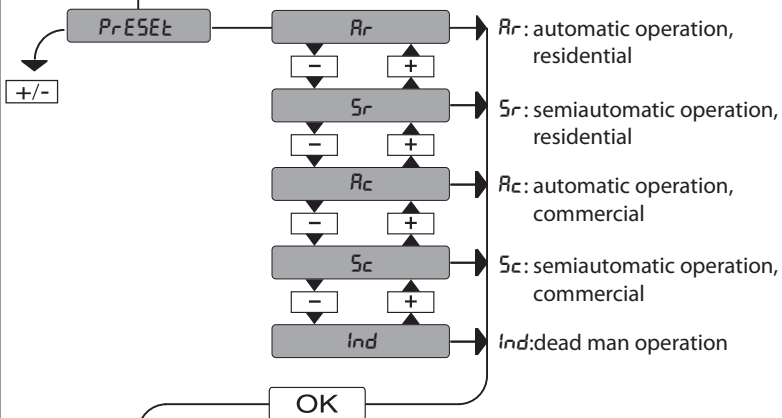 PrESEt
Ar
Ar: automatic operation,
residential
- +
+/-
Sr
Sr: semiautomatic operation,
residential
- +
Ac
Ac: automatic operation,
commercial
- +
Sc
Sc: semiautomatic operation,
commercial
- +
Ind
Ind:dead man operation
OK